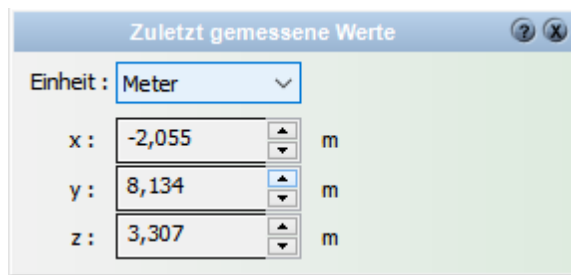 Zuletzt gemessene Werte ? X
Einheit : Meter
x : -2,055 m
y : 8,134 m
z : 3,307 m